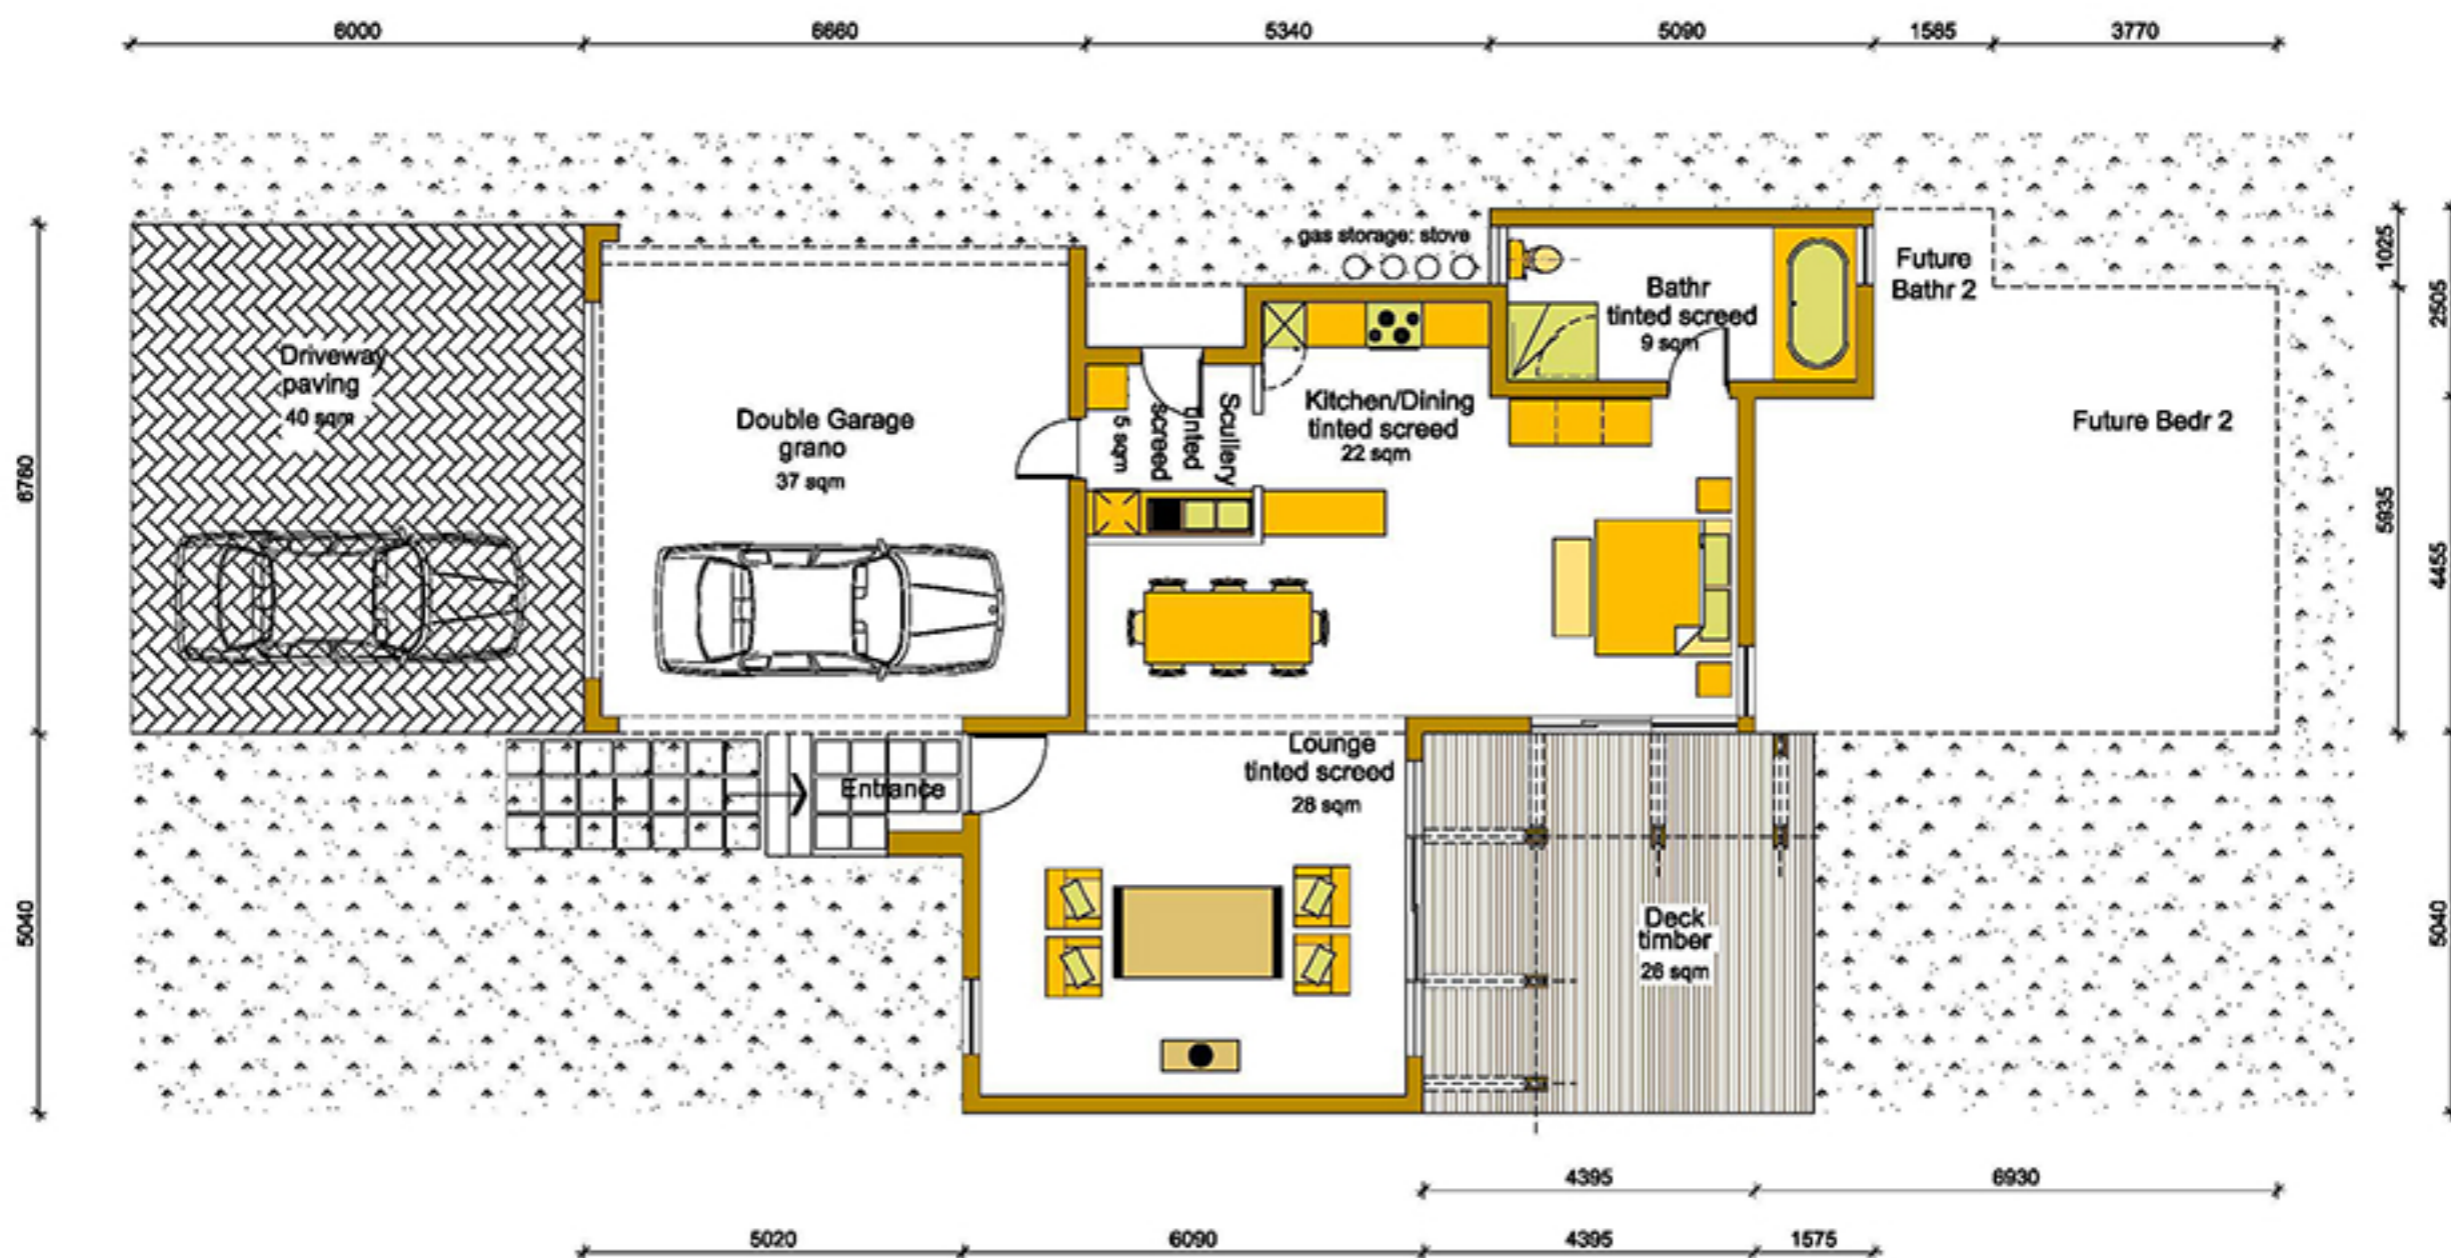 6000
6660
5340
5090
1585
3770
gas storage: stove
Future
Bathr 2
Bathr
tinted screed
9 sqm
1025
2505
Driveway
paving
40 sqm
Double Garage
grano
37 sqm
Scullery
tinted
screed
5 sqm
Kitchen/Dining
tinted screed
22 sqm
Future Bedr 2
6760
5935
4455
Lounge
tinted screed
28 sqm
Entrance
5040
Deck
timber
26 sqm
5040
4395
6930
5020
6090
4395
1575